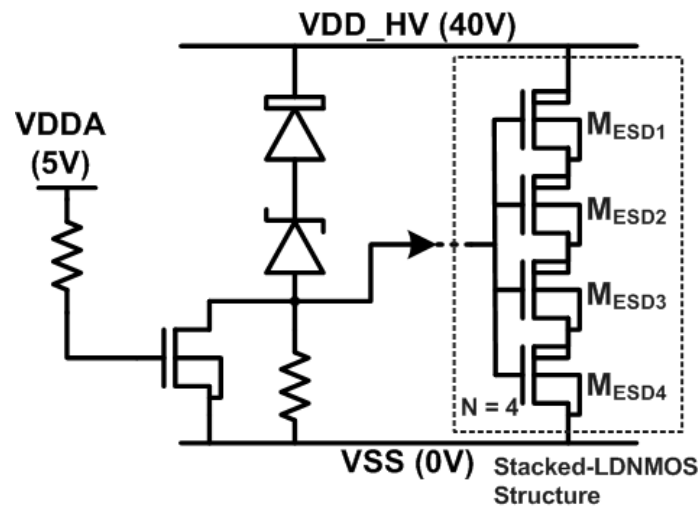 VDD_HV (40V)
VDDA
(5V)
MESD1
MESD2
MESD3
MESD4
N = 4
VSS (0V)
Stacked-LDNMOS
Structure